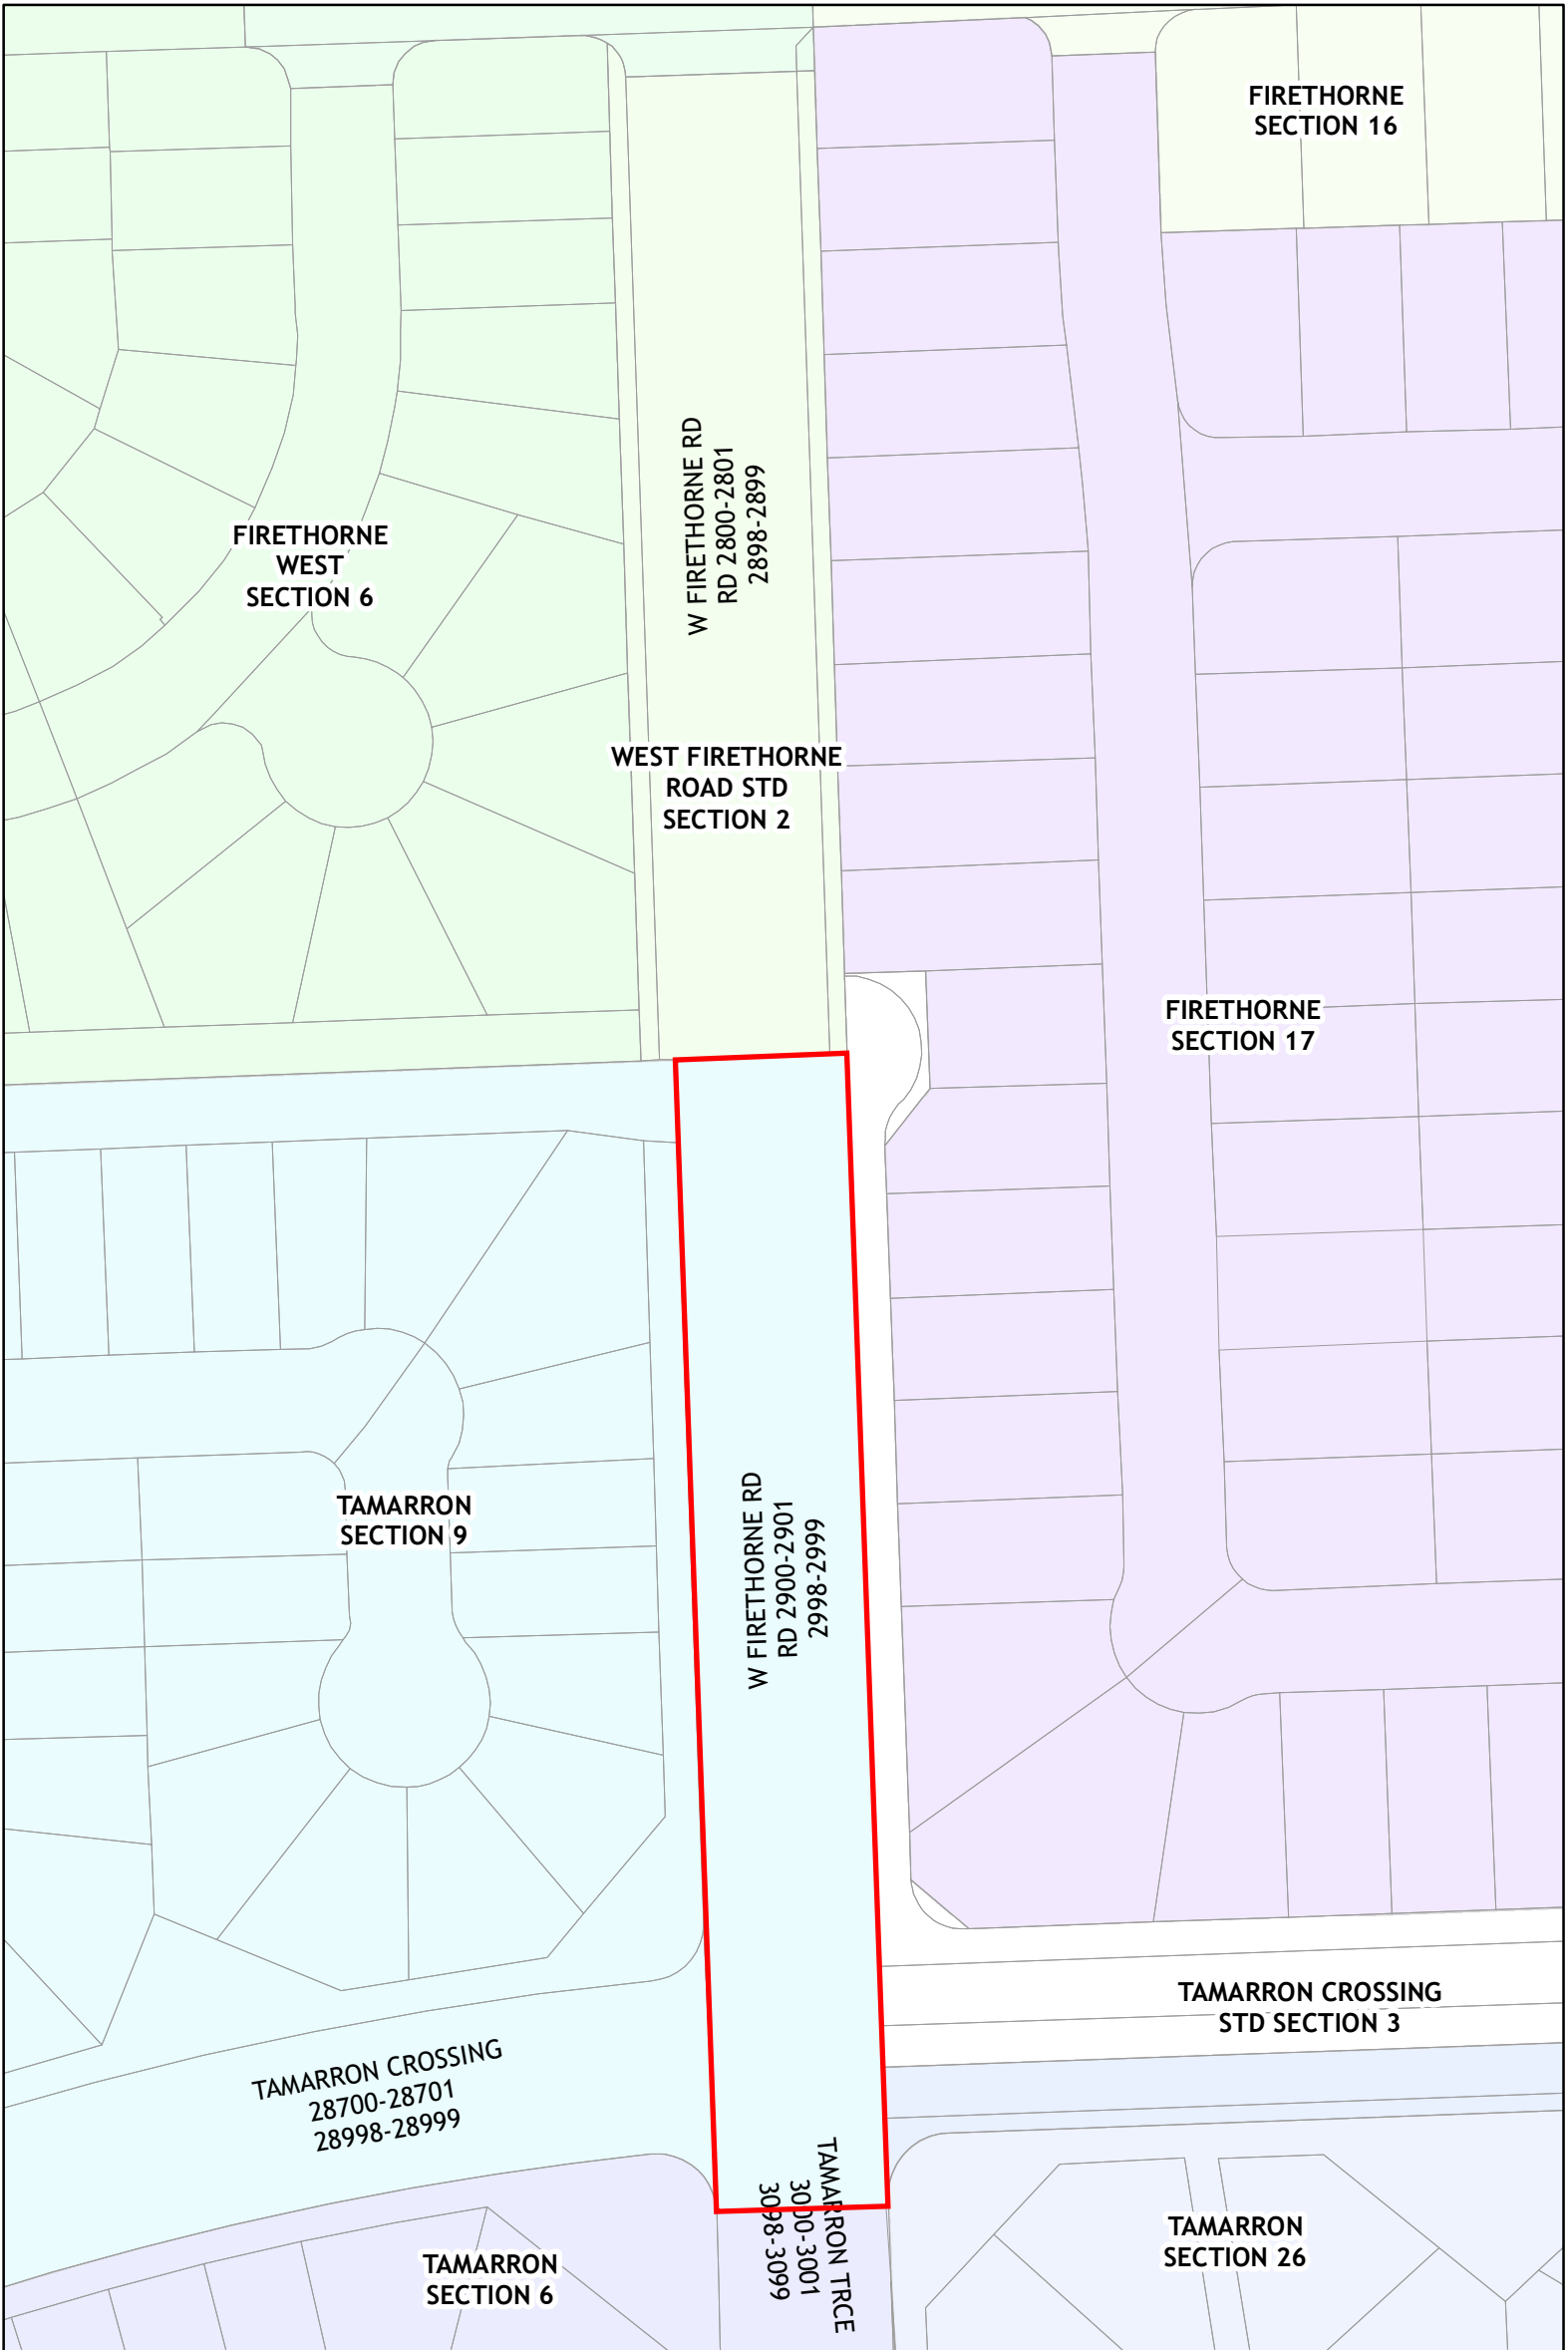 FIRETHORNE
SECTION 16
FIRETHORNE
WEST
SECTION 6
W FIRETHORNE RD
RD 2800-2801
2898-2899
WEST FIRETHORNE
ROAD STD
SECTION 2
FIRETHORNE
SECTION 17
TAMARRON
SECTION 9
W FIRETHORNE RD
RD 2900-2901
2998-2999
TAMARRON CROSSING
STD SECTION 3
TAMARRON CROSSING
28700-28701
28998-28999
TAMARRON TRCE
3000-3001
3098-3099
TAMARRON
SECTION 26
TAMARRON
SECTION 6